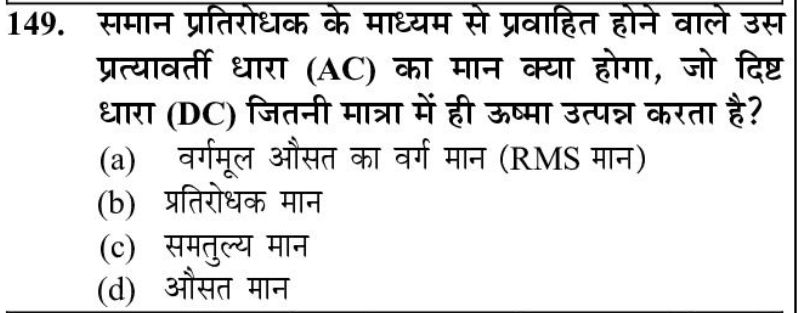 149. समान प्रतिरोधक के माध्यम से प्रवाहित होने वाले उस
प्रत्यावर्ती धारा (AC) का मान क्या होगा, जो दिष्ट
धारा (DC) जितनी मात्रा में ही ऊष्मा उत्पन्न करता है?
(a) वर्गमूल औसत का वर्ग मान (RMS मान)
(b) प्रतिरोधक मान
(c) समतुल्य मान
(d) औसत मान